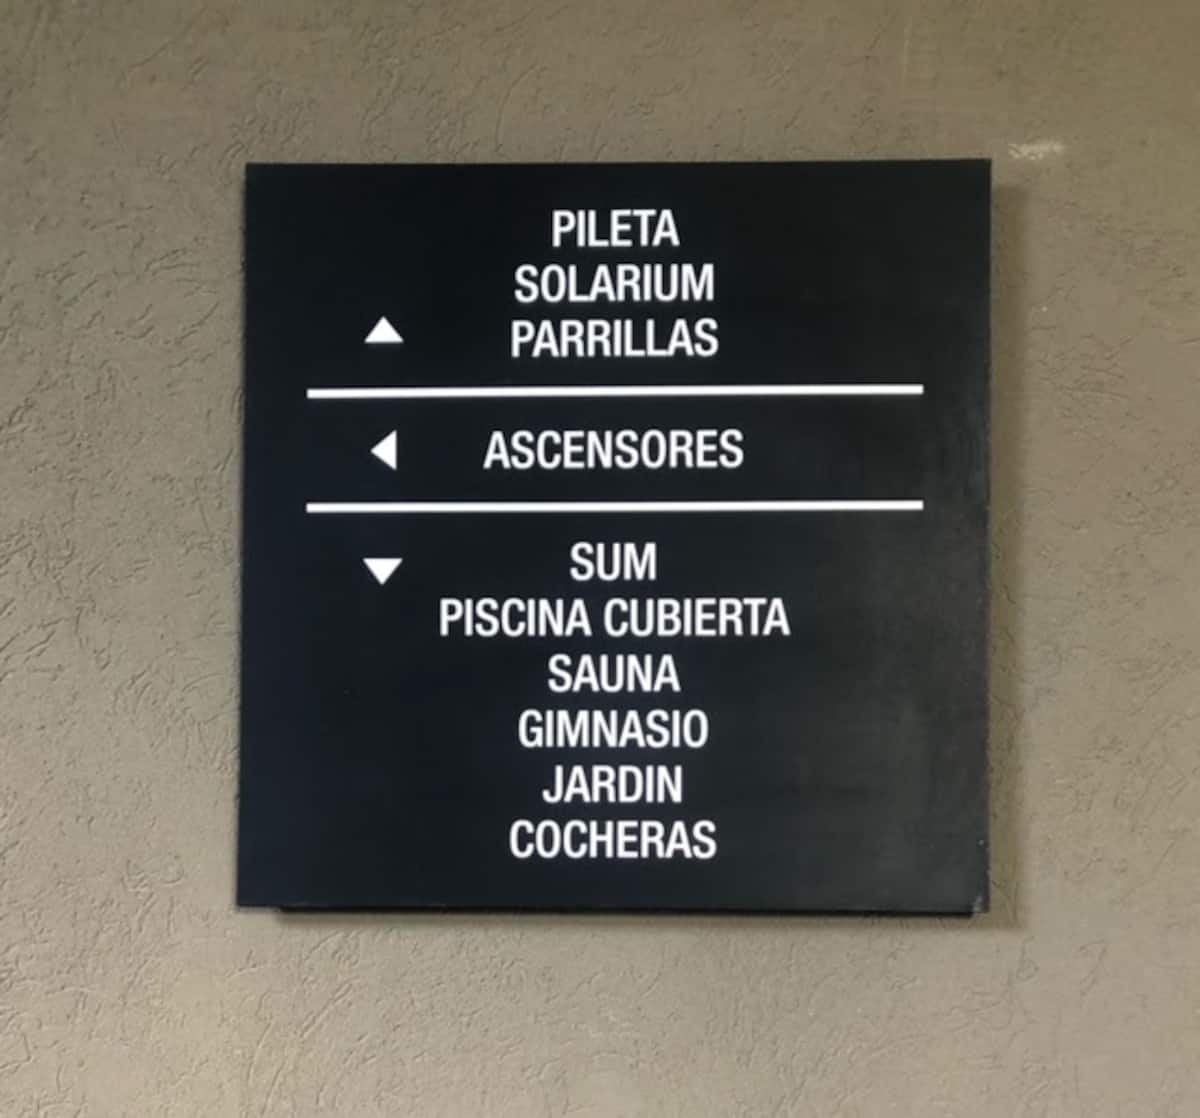 PILETA
SOLARIUM
PARRILLAS
ASCENSORES
SUM
PISCINA CUBIERTA
SAUNA
GIMNASIO
JARDIN
COCHERAS